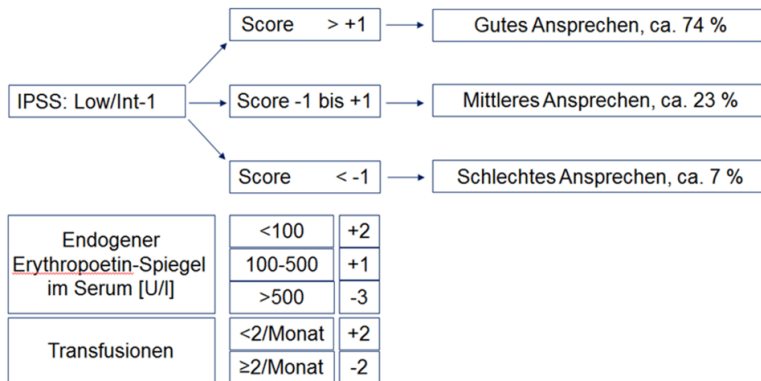 Score > +1
Gutes Ansprechen, ca. 74 %
IPSS: Low/Int-1
Score -1 bis +1
Mittleres Ansprechen, ca. 23 %
Score < -1
Schlechtes Ansprechen, ca. 7 %
Endogener
Erythropoetin-Spiegel
im Serum [U/l]
<100
+2
100-500
+1
>500
-3
Transfusionen
<2/Monat
+2
≥2/Monat
-2